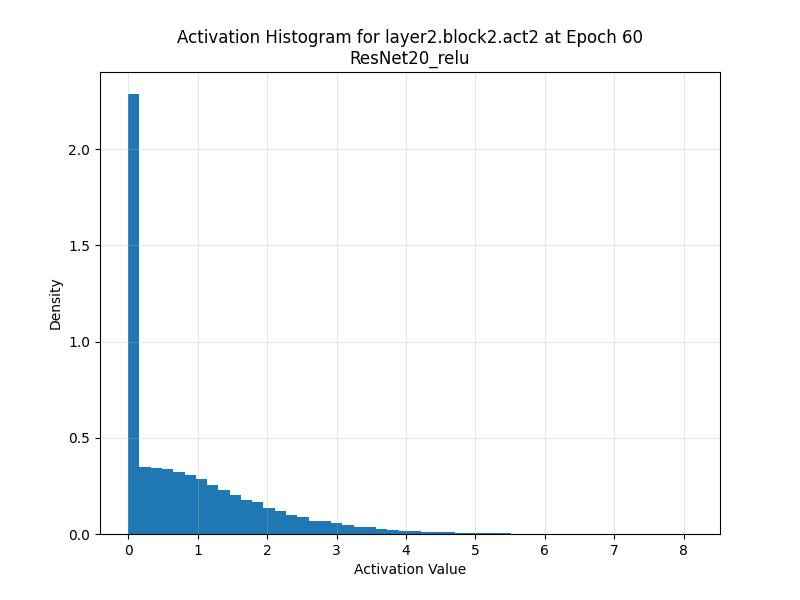 Activation Histogram for layer2.block2.act2 at Epoch 60
ResNet20_relu
Density
2.0
1.5
1.0
0.5
0.0
0 1 2 3 4 5 6 7 8
Activation Value